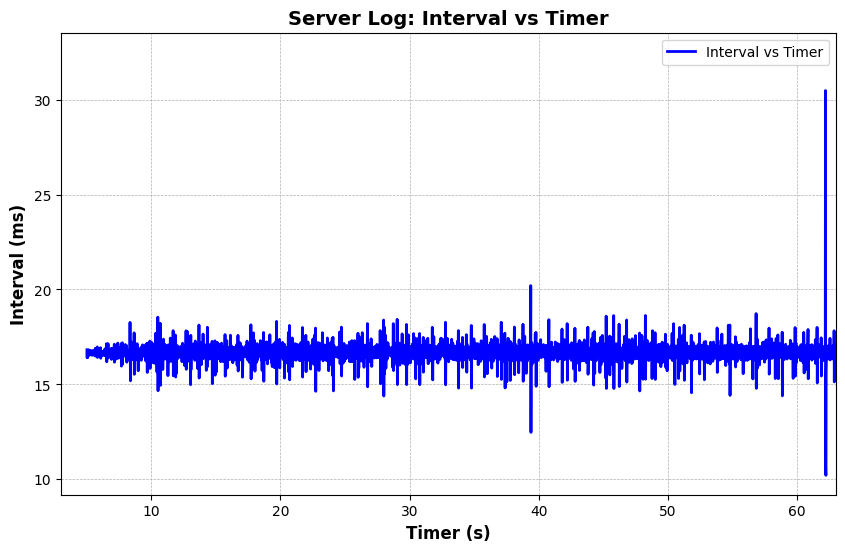 Server Log: Interval vs Timer
Interval vs Timer
30
25
20
15
10
Interval (ms)
10 20 30 40 50 60
Timer (s)